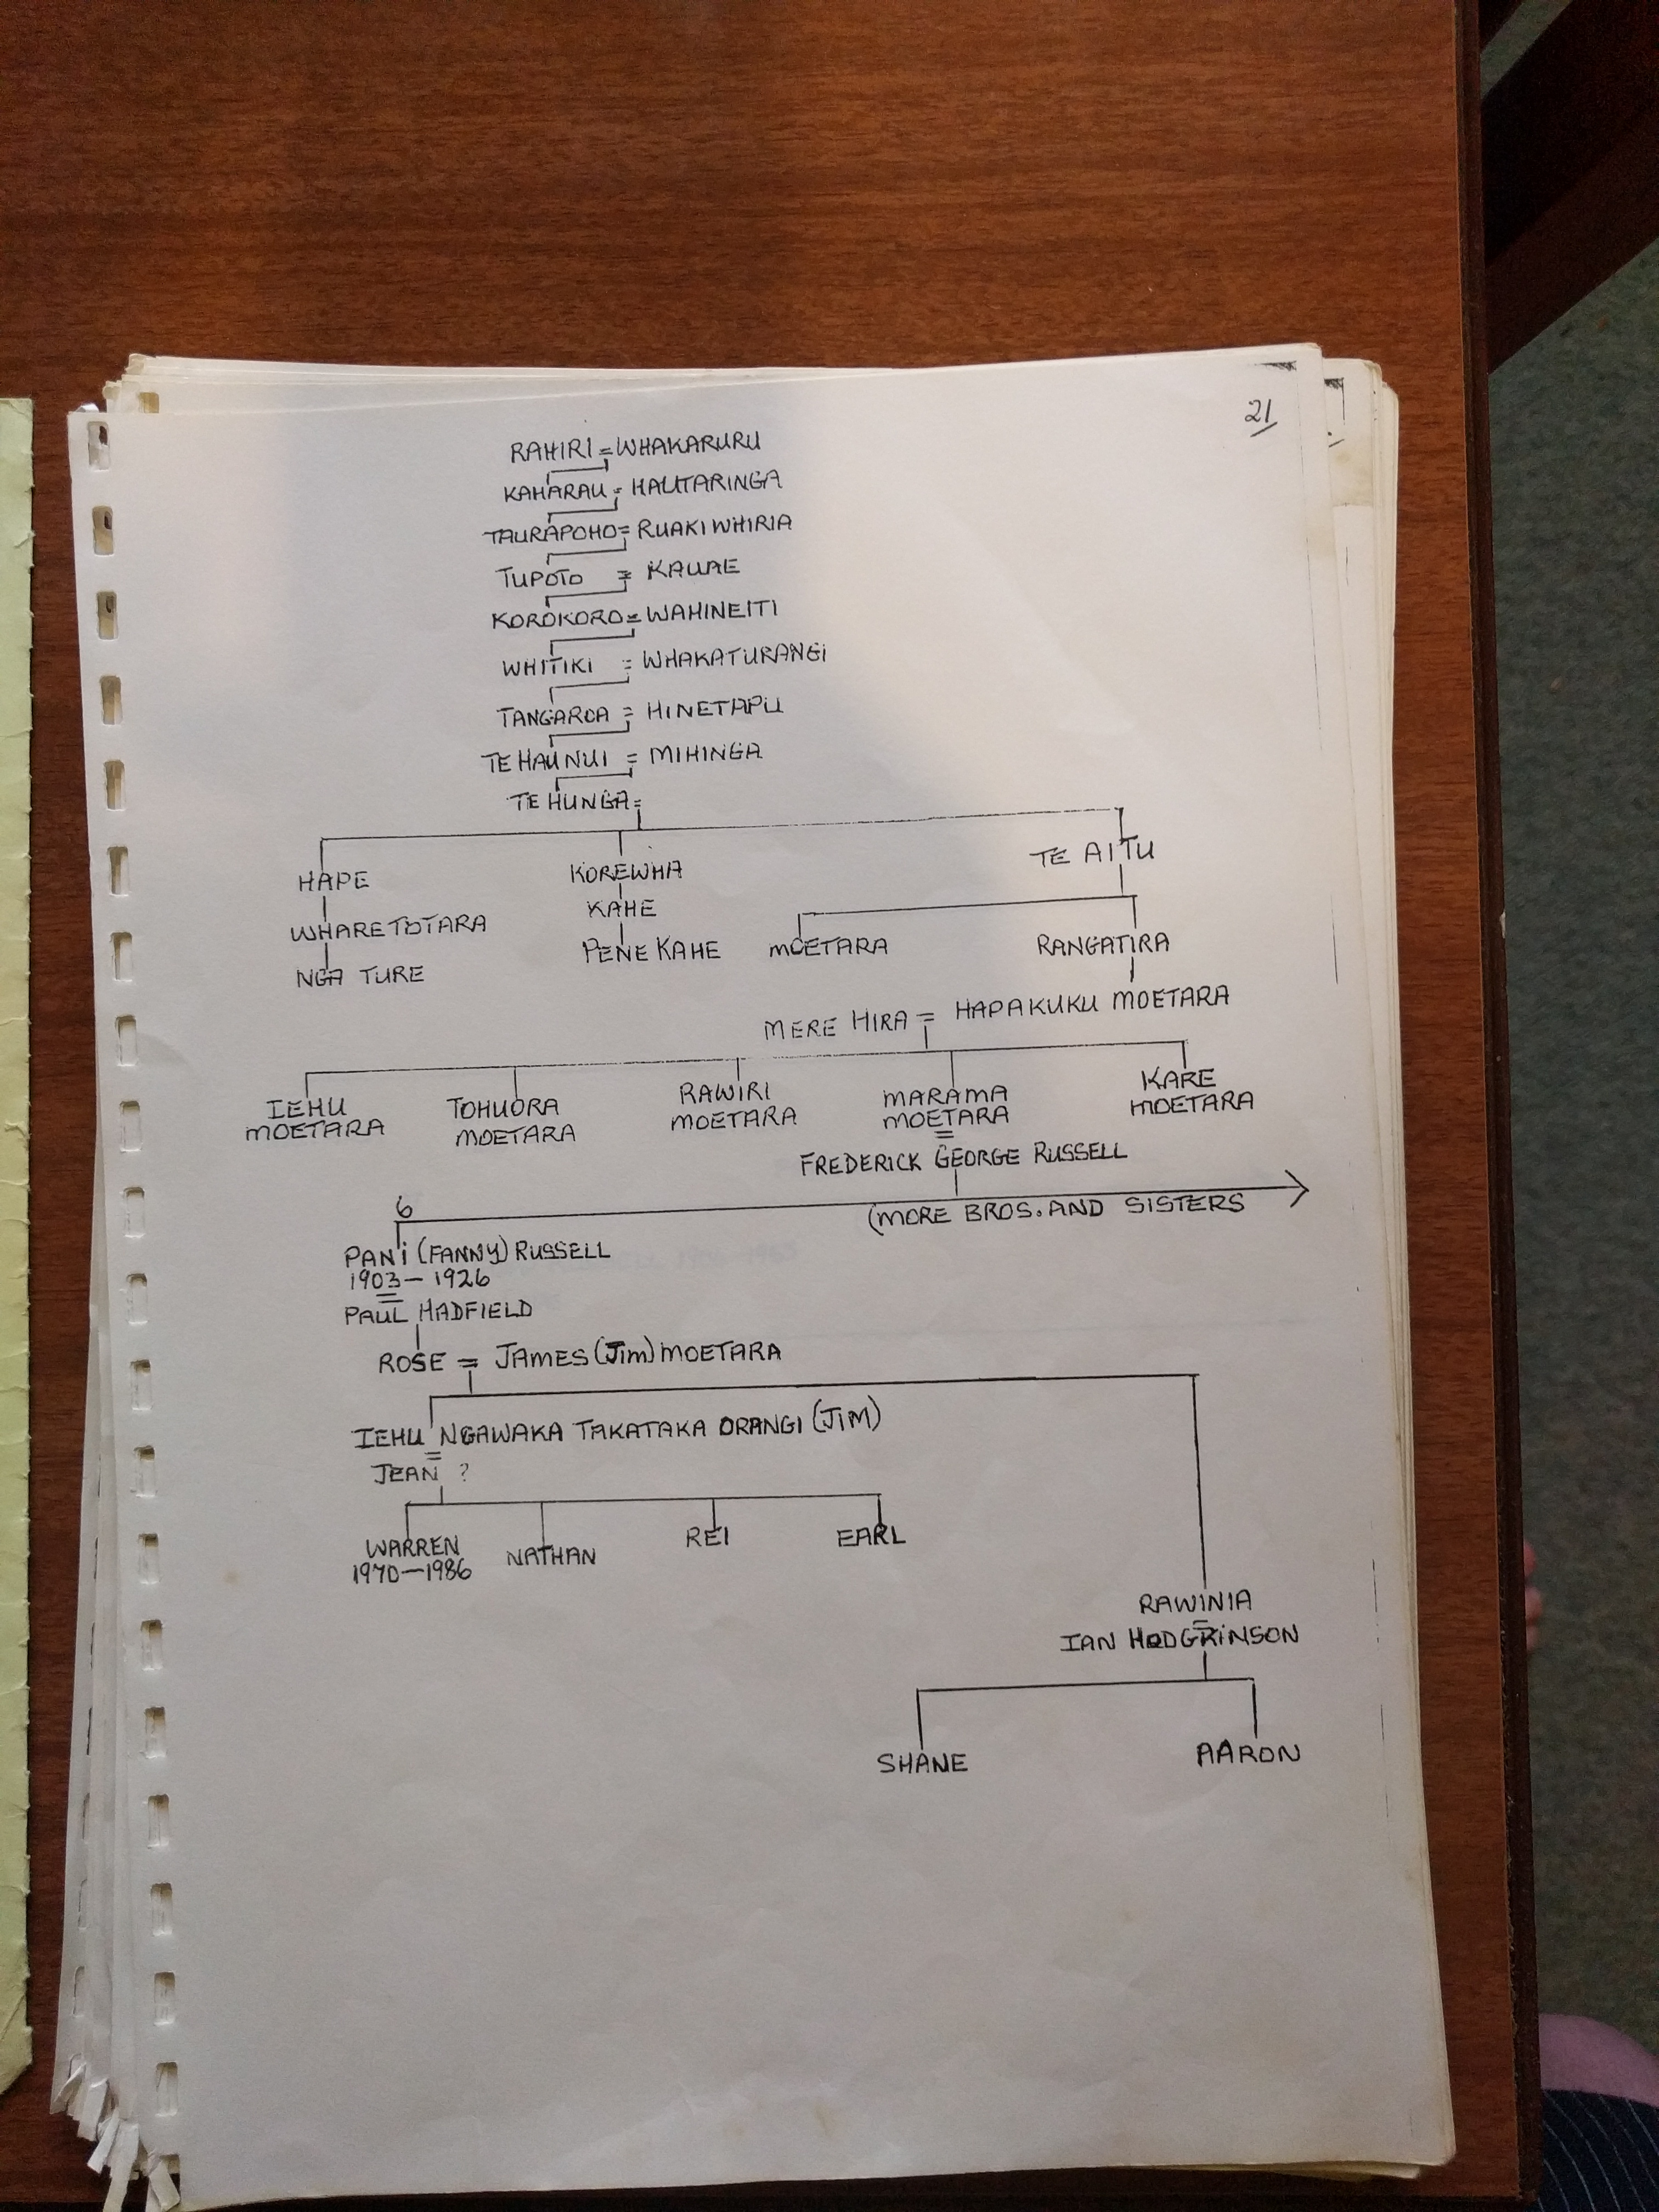 21
RAHIRI = WHAKARURU
KAHARAU = HAUTARINGA
TAURAPOHO = RUAKIWHIRIA
TUPOTO = KAUAE
KOROKORO = WAHINEITI
WHITIKI = WHAKATURANGI
TANGAROA = HINETAPU
TE HAUNUI = MIHINGA
TE HUNGA =
HAPE KOREWHA TE AITU
WHARETOTARA KAHE
NGA TURE PENE KAHE MOETARA RANGATIRA
MERE HIRA = HAPAKUKU MOETARA
IEHU TOHUORA RAWIRI MARAMA KARE
MOETARA MOETARA MOETARA MOETARA MOETARA
=
FREDERICK GEORGE RUSSELL
6
(MORE BROS. AND SISTERS
PANI (FANNY) RUSSELL
1903 - 1926
=
PAUL HADFIELD
ROSE = JAMES (Jim) MOETARA
IEHU NGAWAKA TAKATAKA ORANGI (JIM)
=
JEAN ?
WARREN NATHAN REI EARL
1970 - 1986
RAWINIA
=
IAN HODGKINSON
SHANE AARON